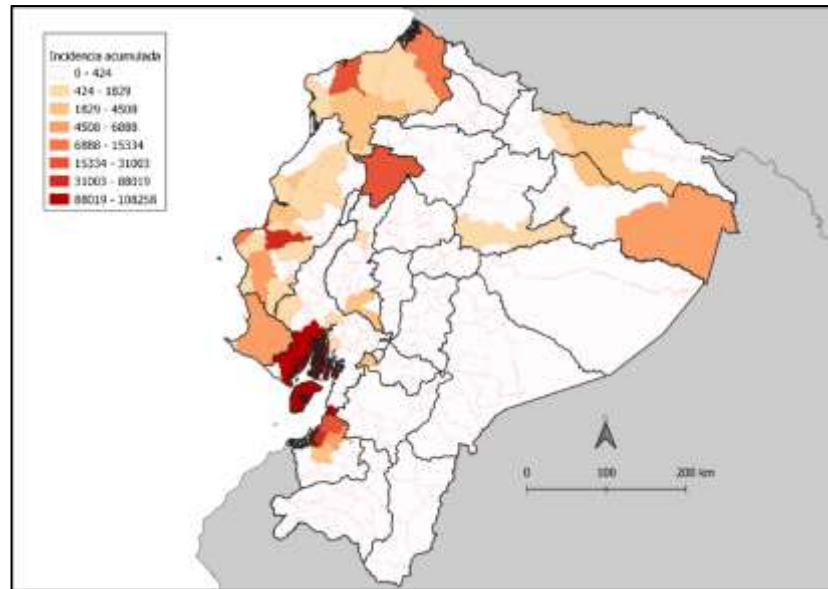 Incidencia acumulada
0 - 424
424 - 1829
1829 - 4508
4508 - 6888
6888 - 15334
15334 - 31003
31003 - 88019
88019 - 108258
0 100 200 km